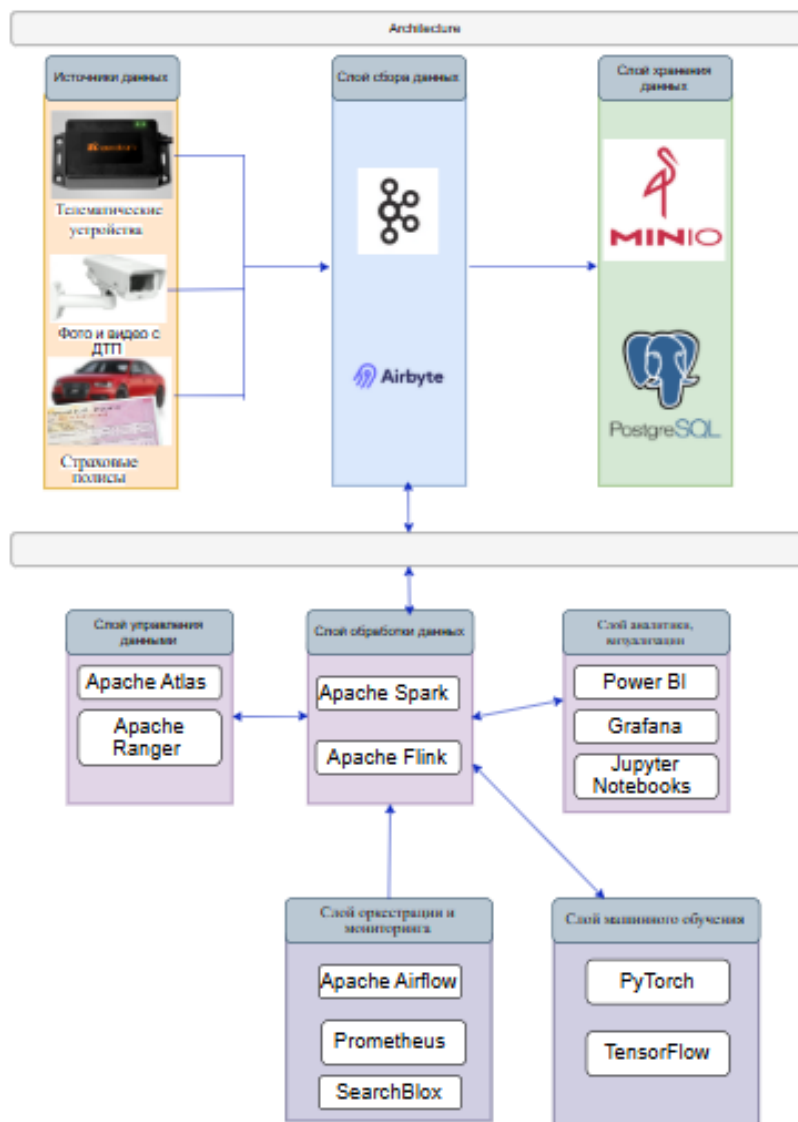 Architecture
Источники данных
Слой сбора данных
Слой хранения
данных
Телематические
устройства
MINIO
Фото и видео с
ДТП
Airbyte
PostgreSQL
Страховые
полисы
Слой управления
данными
Слой обработки данных
Слой аналитики,
визуализации
Apache Atlas
Apache
Ranger
Apache Spark
Apache Flink
Power BI
Grafana
Jupyter
Notebooks
Слой оркестрации и
мониторинга
Слой машинного обучения
Apache Airflow
Prometheus
SearchBlox
PyTorch
TensorFlow